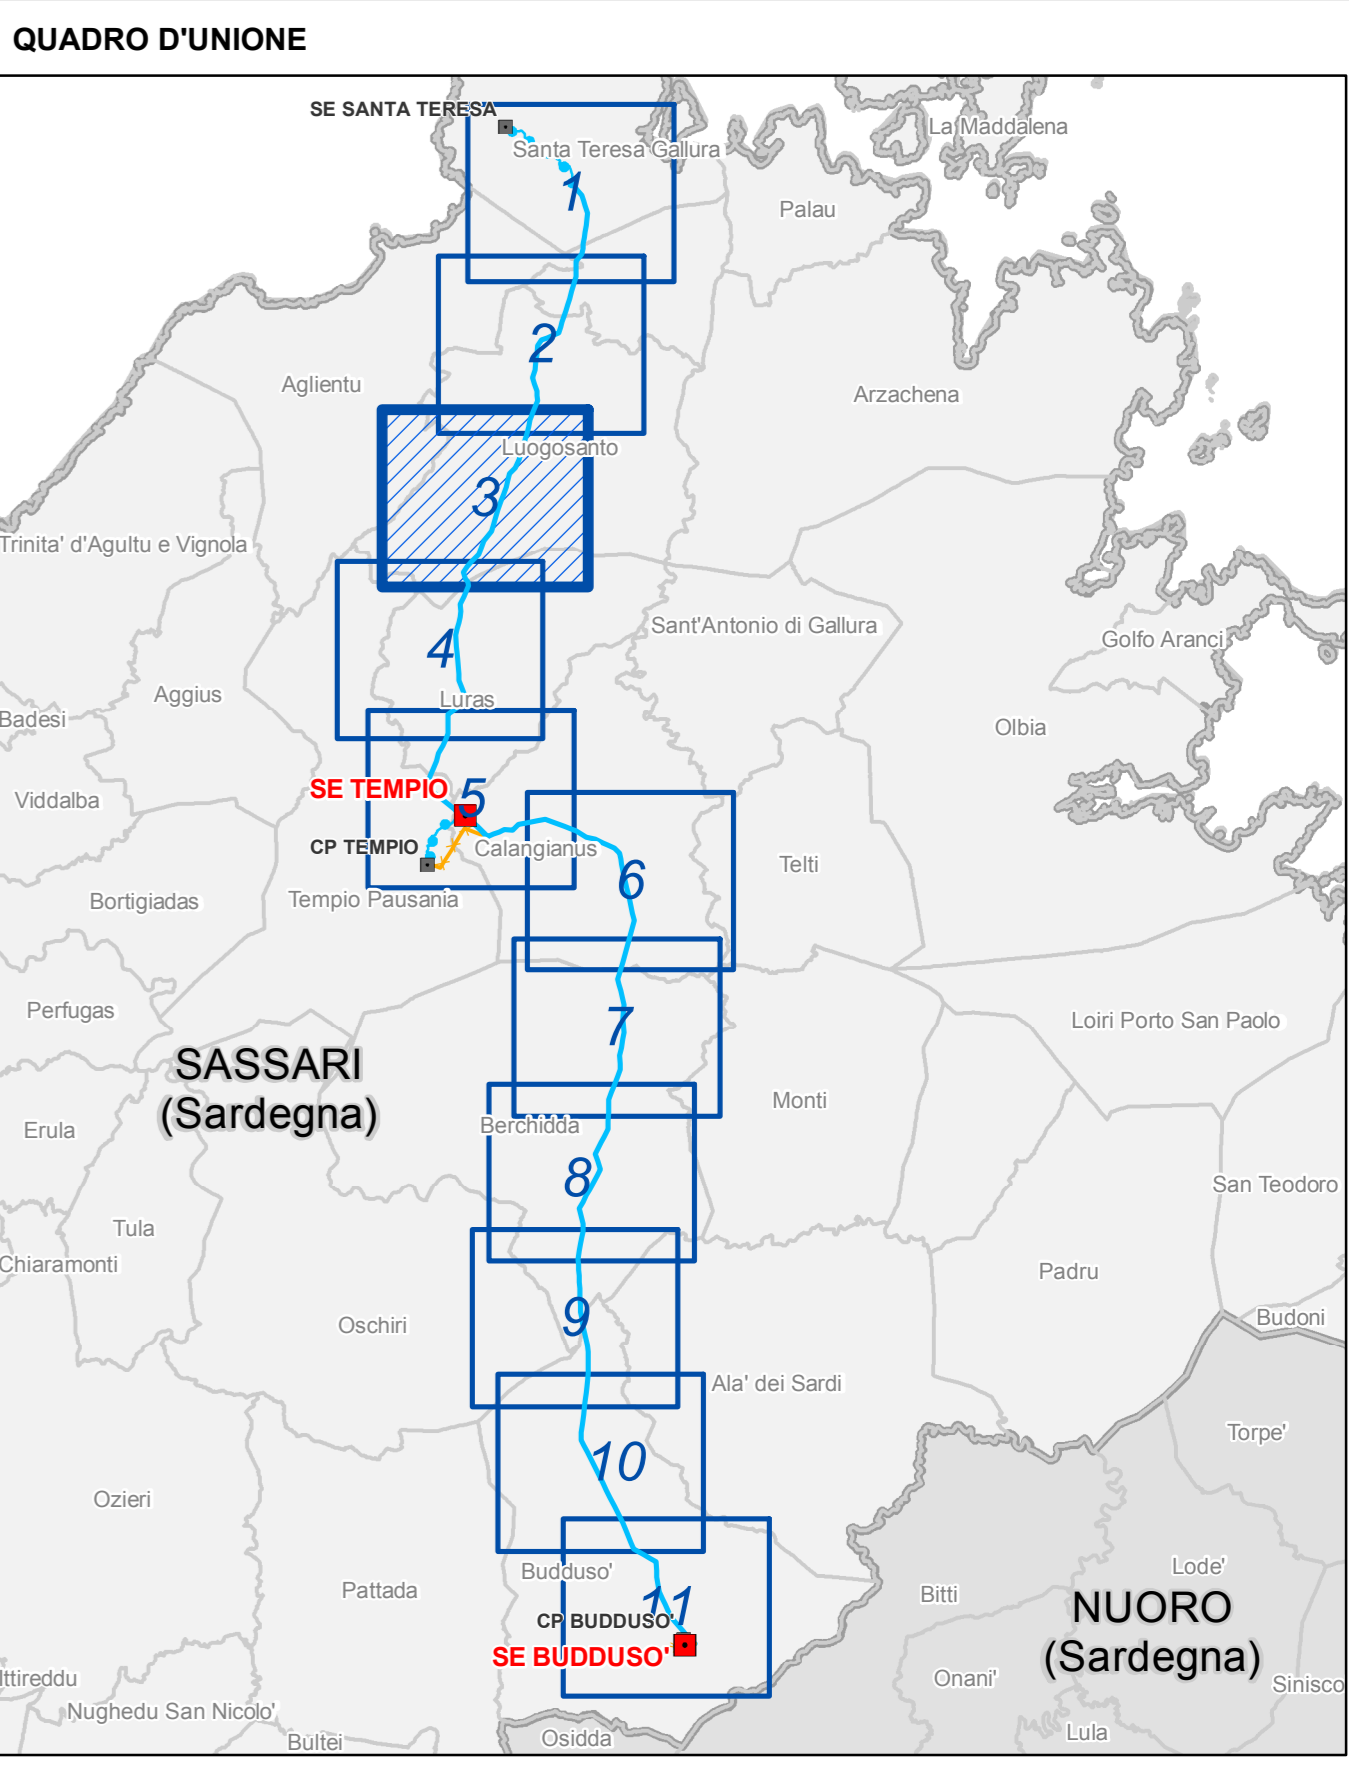 QUADRO D'UNIONE
SE SANTA TERESA
La Maddalena
Santa Teresa Gallura
1
Palau
2
Aglientu
Arzachena
Luogosanto
3
Trinita' d'Agultu e Vignola
Sant'Antonio di Gallura
Golfo Aranci
4
Aggius
Luras
Badesi
Olbia
SE TEMPIO
5
Viddalba
CP TEMPIO
Calangianus
Telti
6
Tempio Pausania
Bortigiadas
Perfugas
7
Loiri Porto San Paolo
SASSARI
(Sardegna)
Monti
Berchidda
Erula
8
San Teodoro
Tula
Chiaramonti
Padru
9
Oschiri
Budoni
Ala' dei Sardi
Torpe'
10
Ozieri
Budduso'
Lode'
Pattada
Bitti
11
NUORO
(Sardegna)
CP BUDDUSO'
SE BUDDUSO'
Ittireddu
Onani'
Sinisco
Nughedu San Nicolo'
Bultei
Osidda
Lula